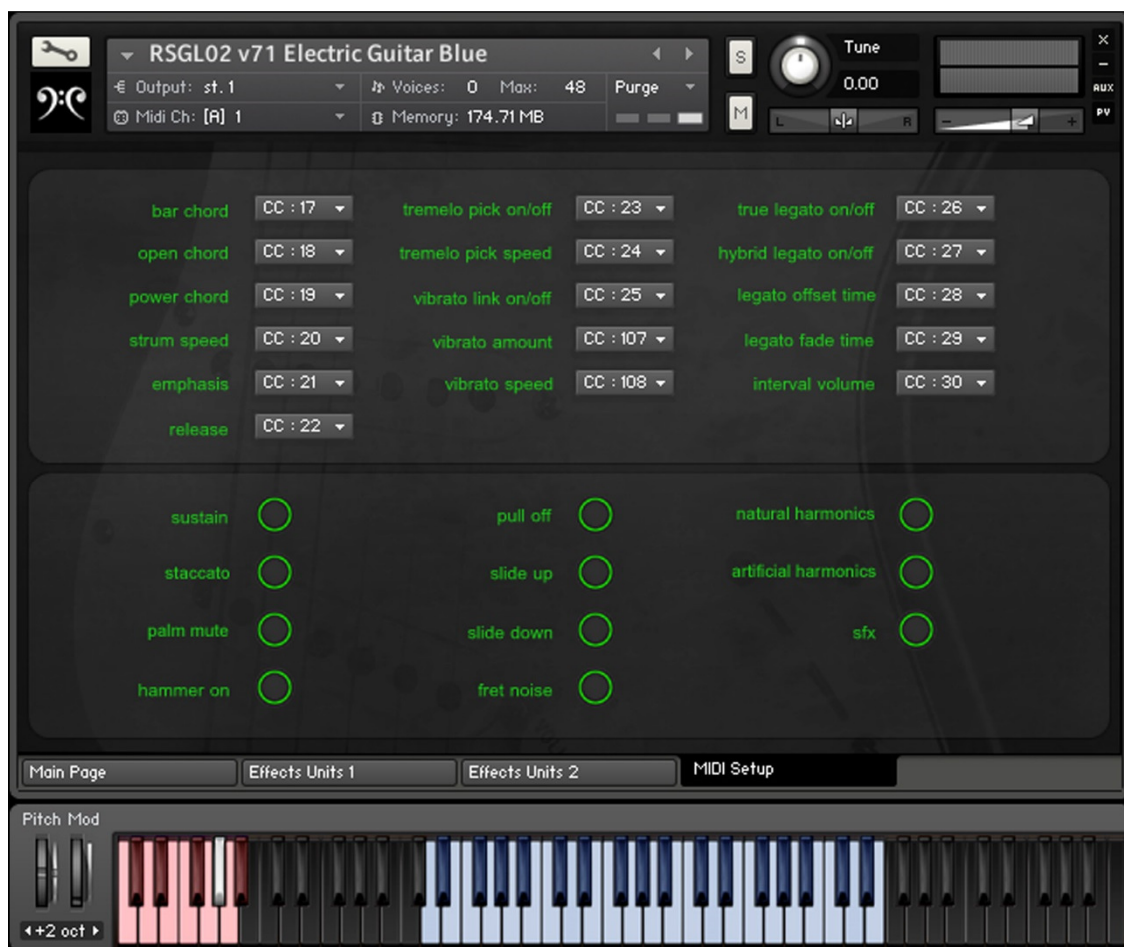 RSGL02 v71 Electric Guitar Blue
S
Tune
0.00
×
–
AUX
PV
Output: st.1
Voices: 0 Max: 48
Purge
Midi Ch: [A] 1
Memory: 174.71 MB
M
L
R
–
+
bar chord CC : 17 tremelo pick on/off CC : 23 true legato on/off CC : 26
open chord CC : 18 tremelo pick speed CC : 24 hybrid legato on/off CC : 27
power chord CC : 19 vibrato link on/off CC : 25 legato offset time CC : 28
strum speed CC : 20 vibrato amount CC : 107 legato fade time CC : 29
emphasis CC : 21 vibrato speed CC : 108 interval volume CC : 30
release CC : 22
sustain pull off natural harmonics
staccato slide up artificial harmonics
palm mute slide down sfx
hammer on fret noise
Main Page Effects Units 1 Effects Units 2 MIDI Setup
Pitch Mod
+2 oct